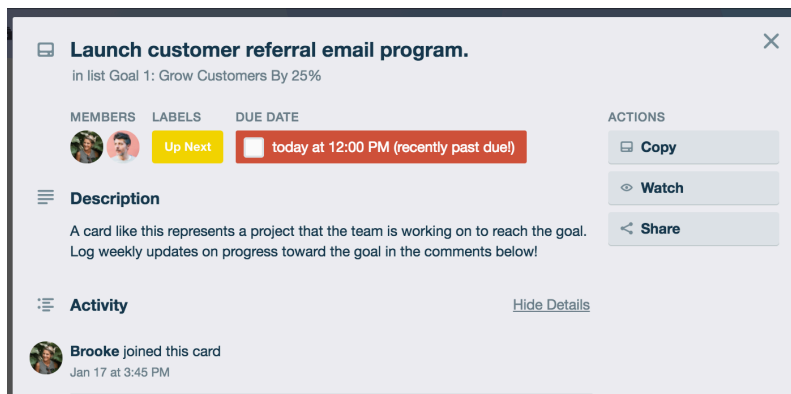 Launch customer referral email program.
in list Goal 1: Grow Customers By 25%
MEMBERS LABELS DUE DATE
Up Next today at 12:00 PM (recently past due!)
Description
A card like this represents a project that the team is working on to reach the goal.
Log weekly updates on progress toward the goal in the comments below!
Activity Hide Details
Brooke joined this card
Jan 17 at 3:45 PM
ACTIONS
Copy
Watch
Share